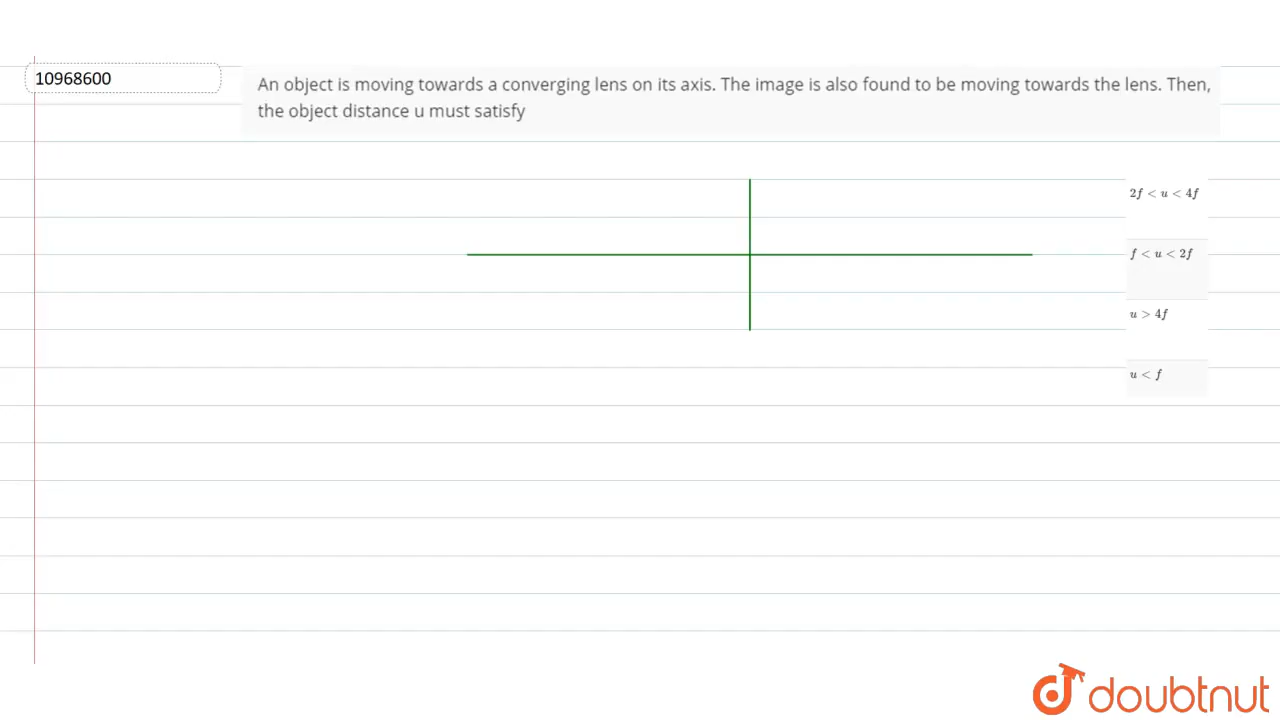 10968600
An object is moving towards a converging lens on its axis. The image is also found to be moving towards the lens. Then,
the object distance u must satisfy
2f < u < 4f
f < u < 2f
u > 4f
u < f
doubtnut